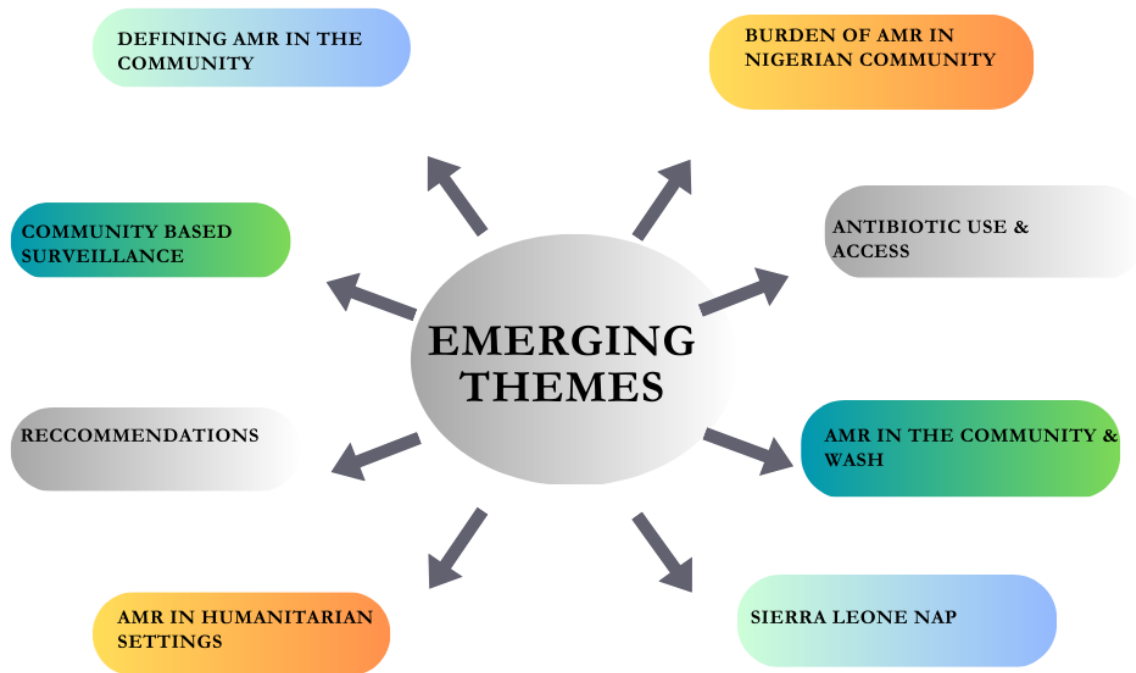 DEFINING AMR IN THE
COMMUNITY
BURDEN OF AMR IN
NIGERIAN COMMUNITY
COMMUNITY BASED
SURVEILLANCE
ANTIBIOTIC USE &
ACCESS
EMERGING
THEMES
RECCOMMENDATIONS
AMR IN THE COMMUNITY &
WASH
AMR IN HUMANITARIAN
SETTINGS
SIERRA LEONE NAP